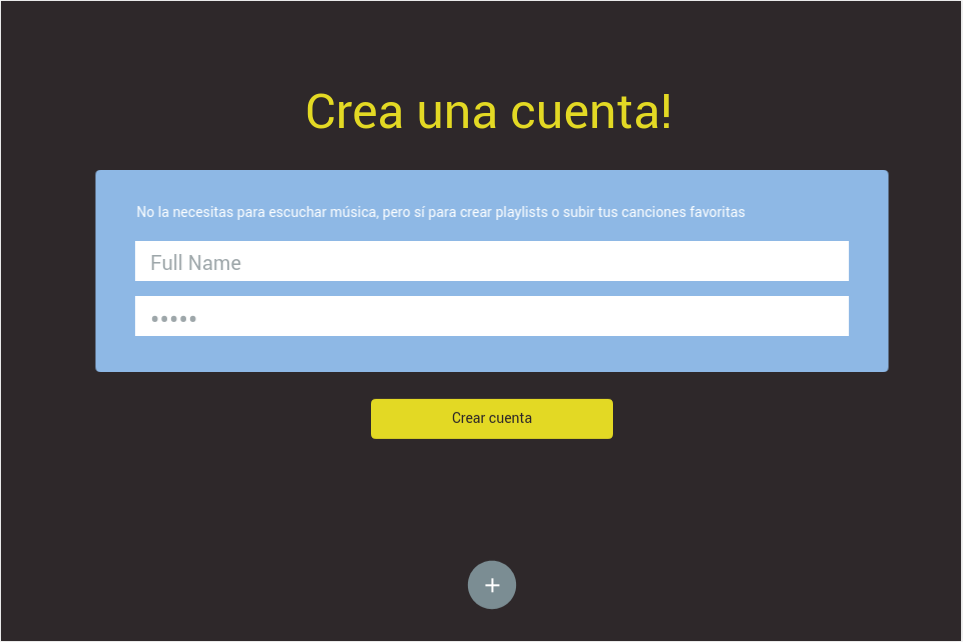 Crea una cuenta!
No la necesitas para escuchar música, pero sí para crear playlists o subir tus canciones favoritas
Full Name
•••••
Crear cuenta
+